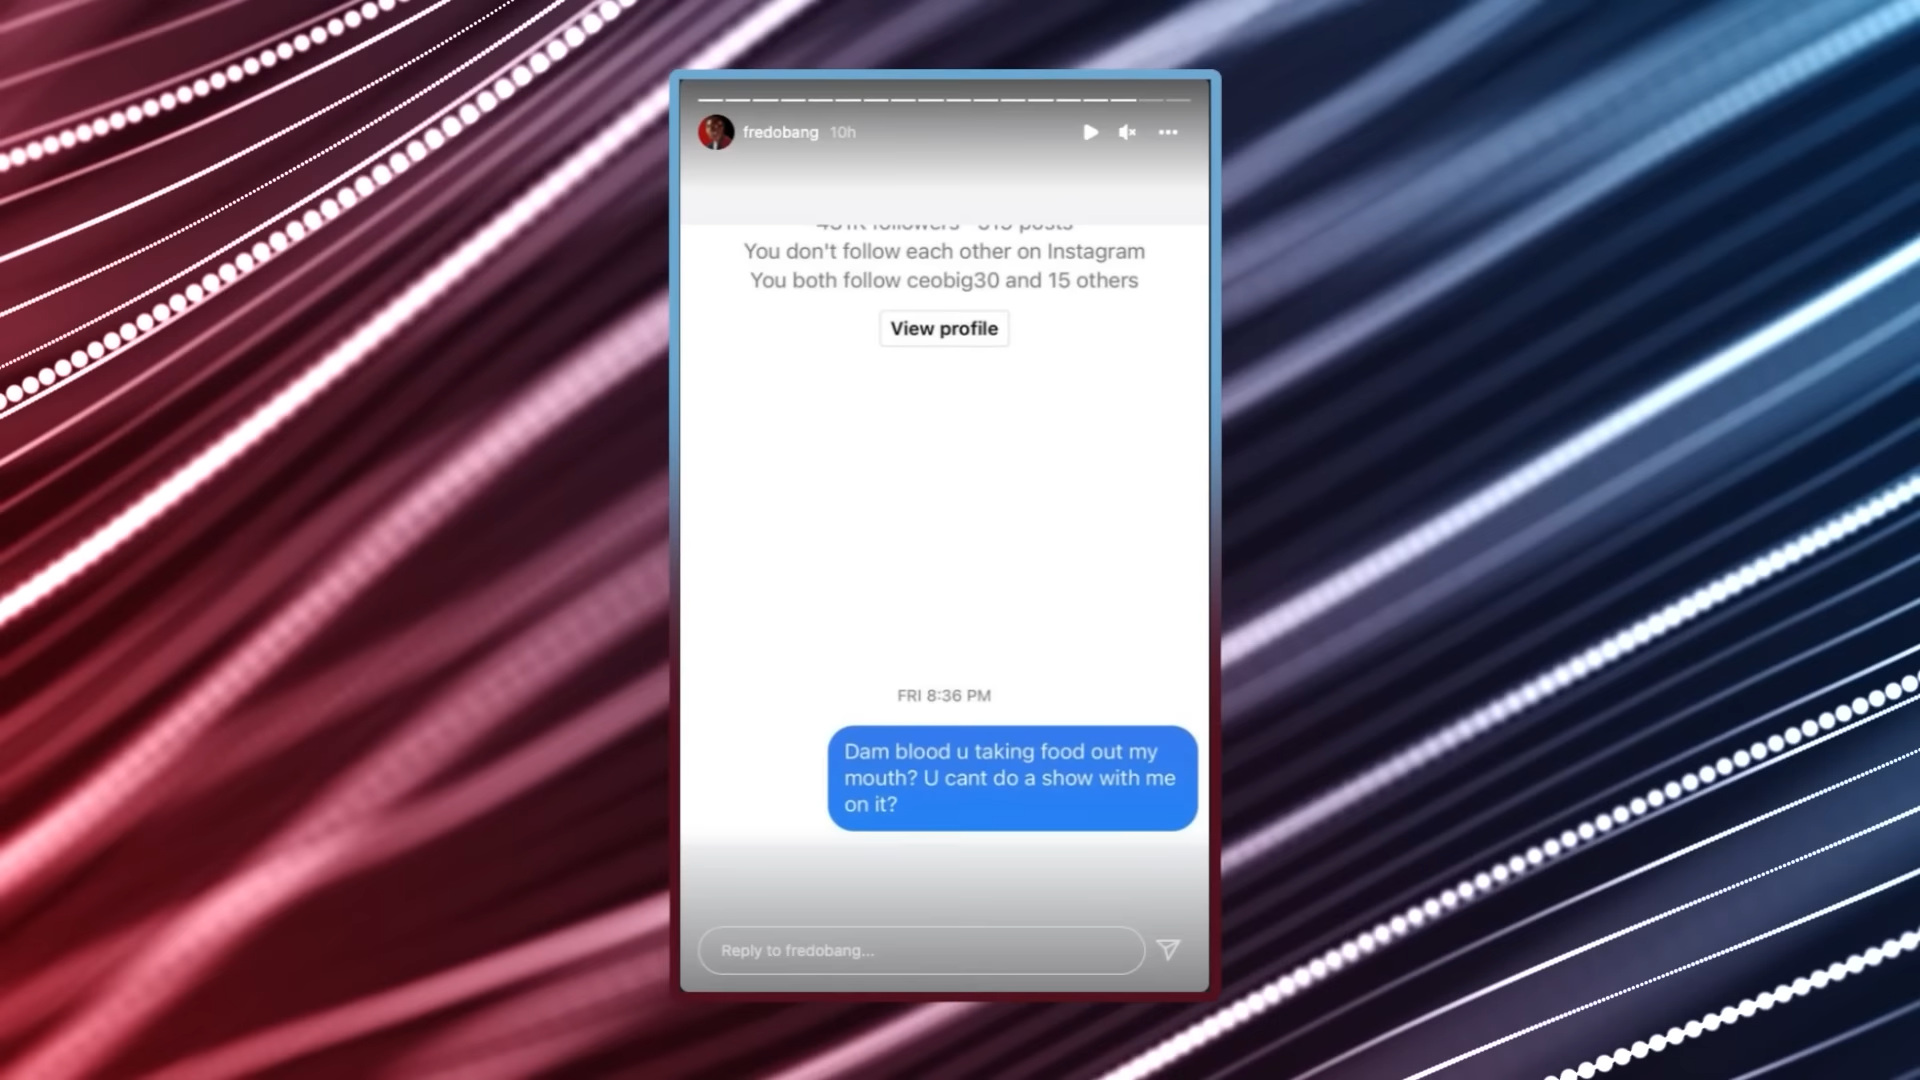 fredobang 10h
You don't follow each other on Instagram
You both follow ceobig30 and 15 others
View profile
FRI 8:36 PM
Dam blood u taking food out my
mouth? U cant do a show with me
on it?
Reply to fredobang...